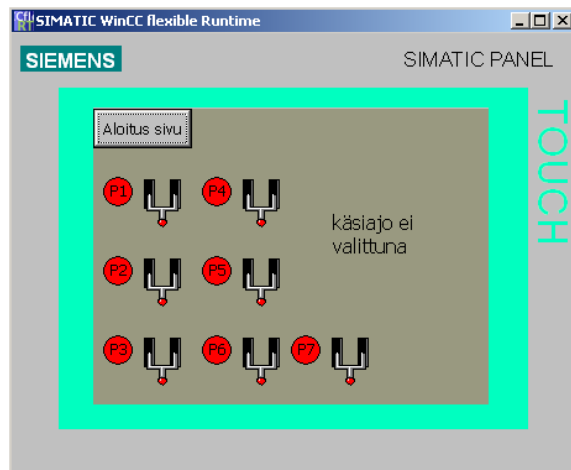 SIMATIC WinCC flexible Runtime
SIEMENS
SIMATIC PANEL
TOUCH
Aloitus sivu
P1
P4
käsiajo ei
valittuna
P2
P5
P3
P6
P7